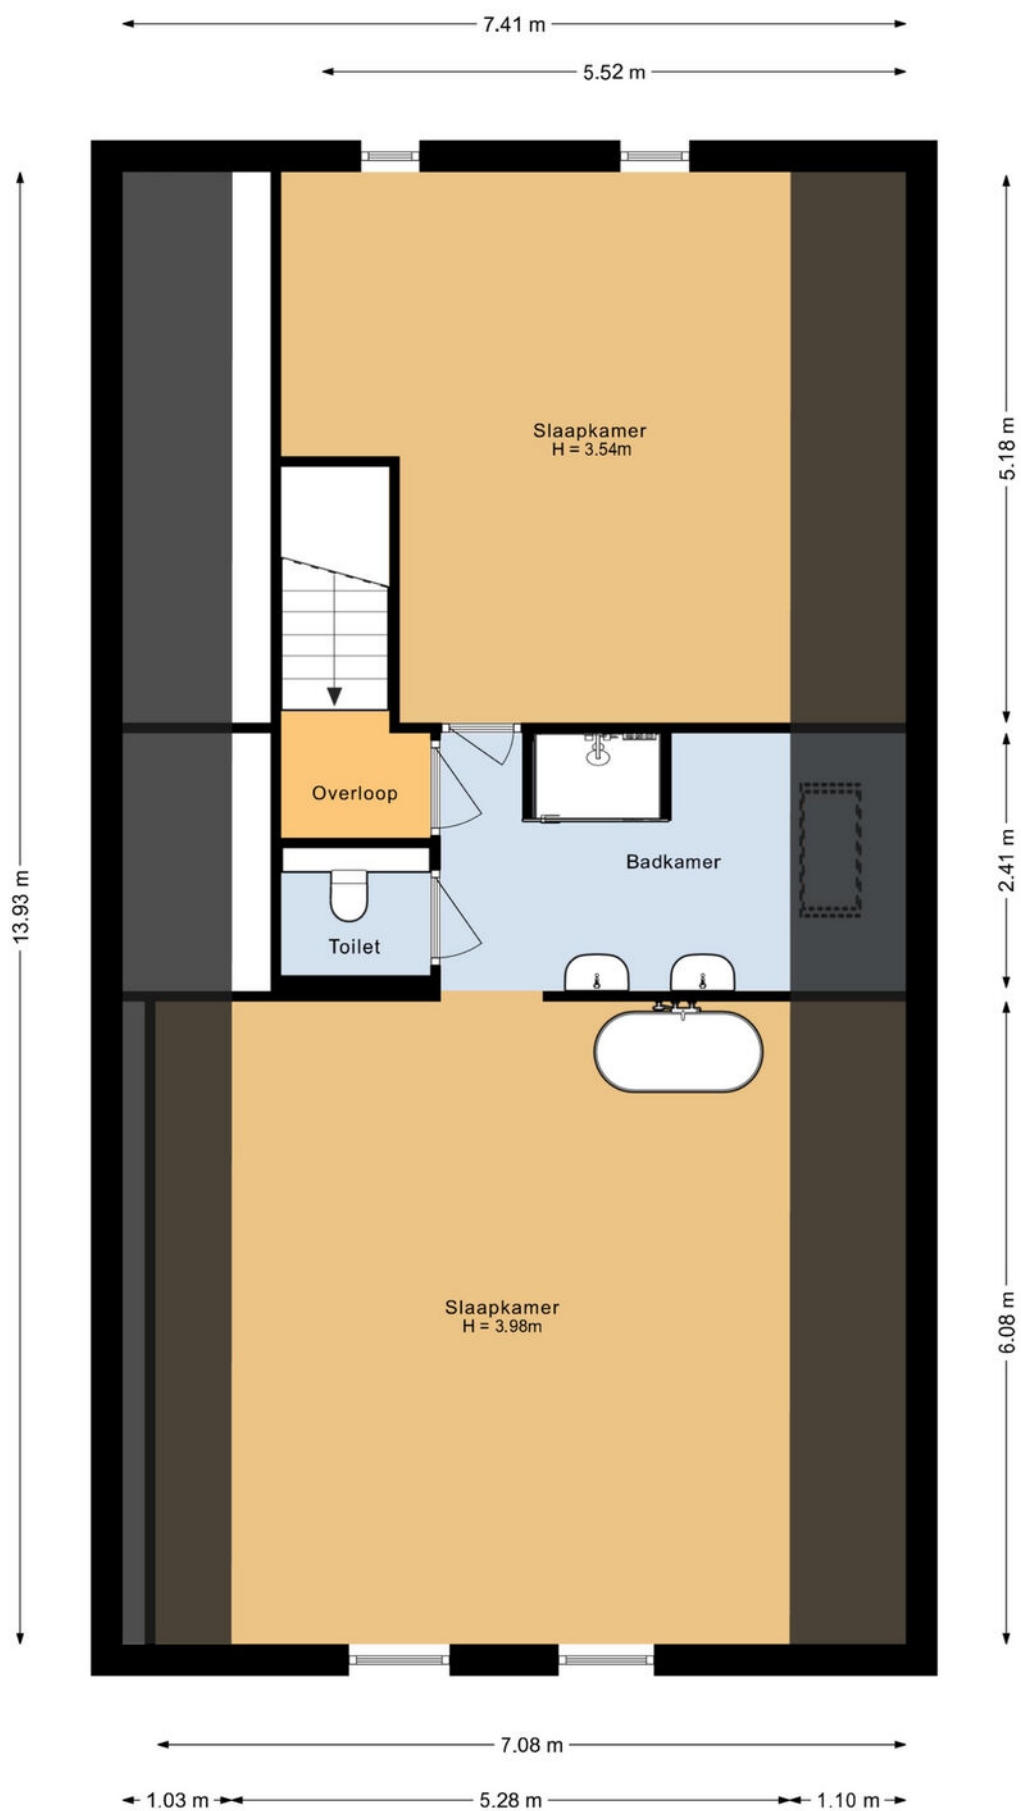 7.41 m
5.52 m
Slaapkamer
H = 3.54m
5.18 m
Overloop
Badkamer
2.41 m
13.93 m
Toilet
Slaapkamer
H = 3.98m
6.08 m
7.08 m
1.03 m
5.28 m
1.10 m